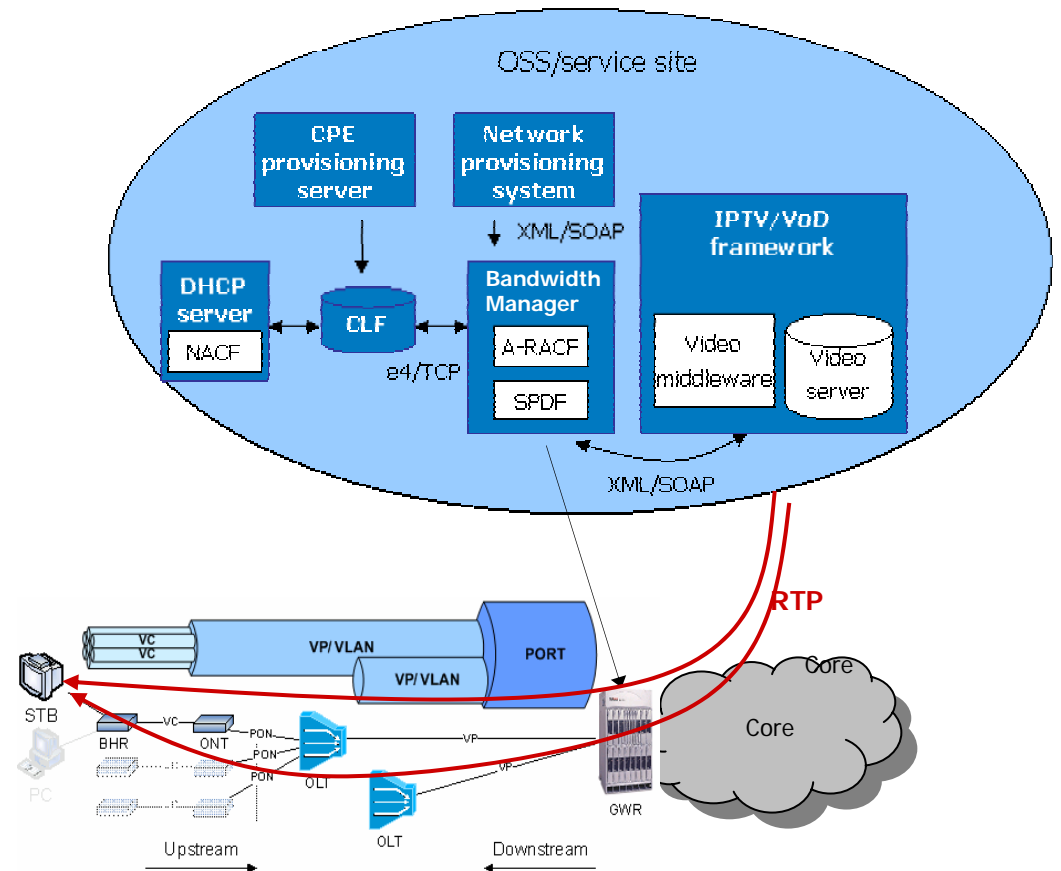 OSS/service site
CPE
provisioning
server
Network
provisioning
system
XML/SOAP
IPTV/VoD
framework
DHCP
server
NACF
CLF
e4/TCP
Bandwidth
Manager
A-RACF
SPDF
Video
middleware
Video
server
XML/SOAP
RTP
VC
VC
VP/VLAN
VP/VLAN
PORT
Core
Core
STB
PC
BHR
VC
ONT
PON
PON
PON
OLT
VP
VP
OLT
GWR
Upstream
Downstream